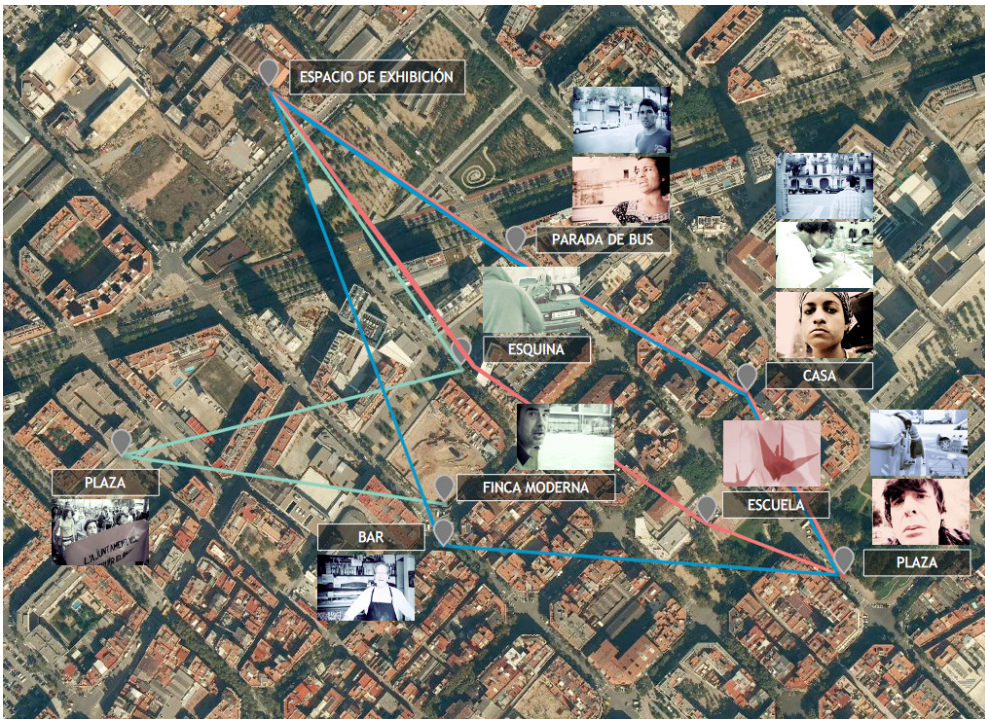 ESPACIO DE EXHIBICIÓN
PARADA DE BUS
ESQUINA
CASA
PLAZA
FINCA MODERNA
ESCUELA
BAR
PLAZA